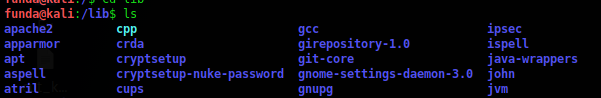 funda@kali:/$ cd lib
funda@kali:/lib$ ls
apache2 cpp gcc ipsec
apparmor crda girepository-1.0 ispell
apt cryptsetup git-core java-wrappers
aspell cryptsetup-nuke-password gnome-settings-daemon-3.0 john
atril cups gnupg jvm